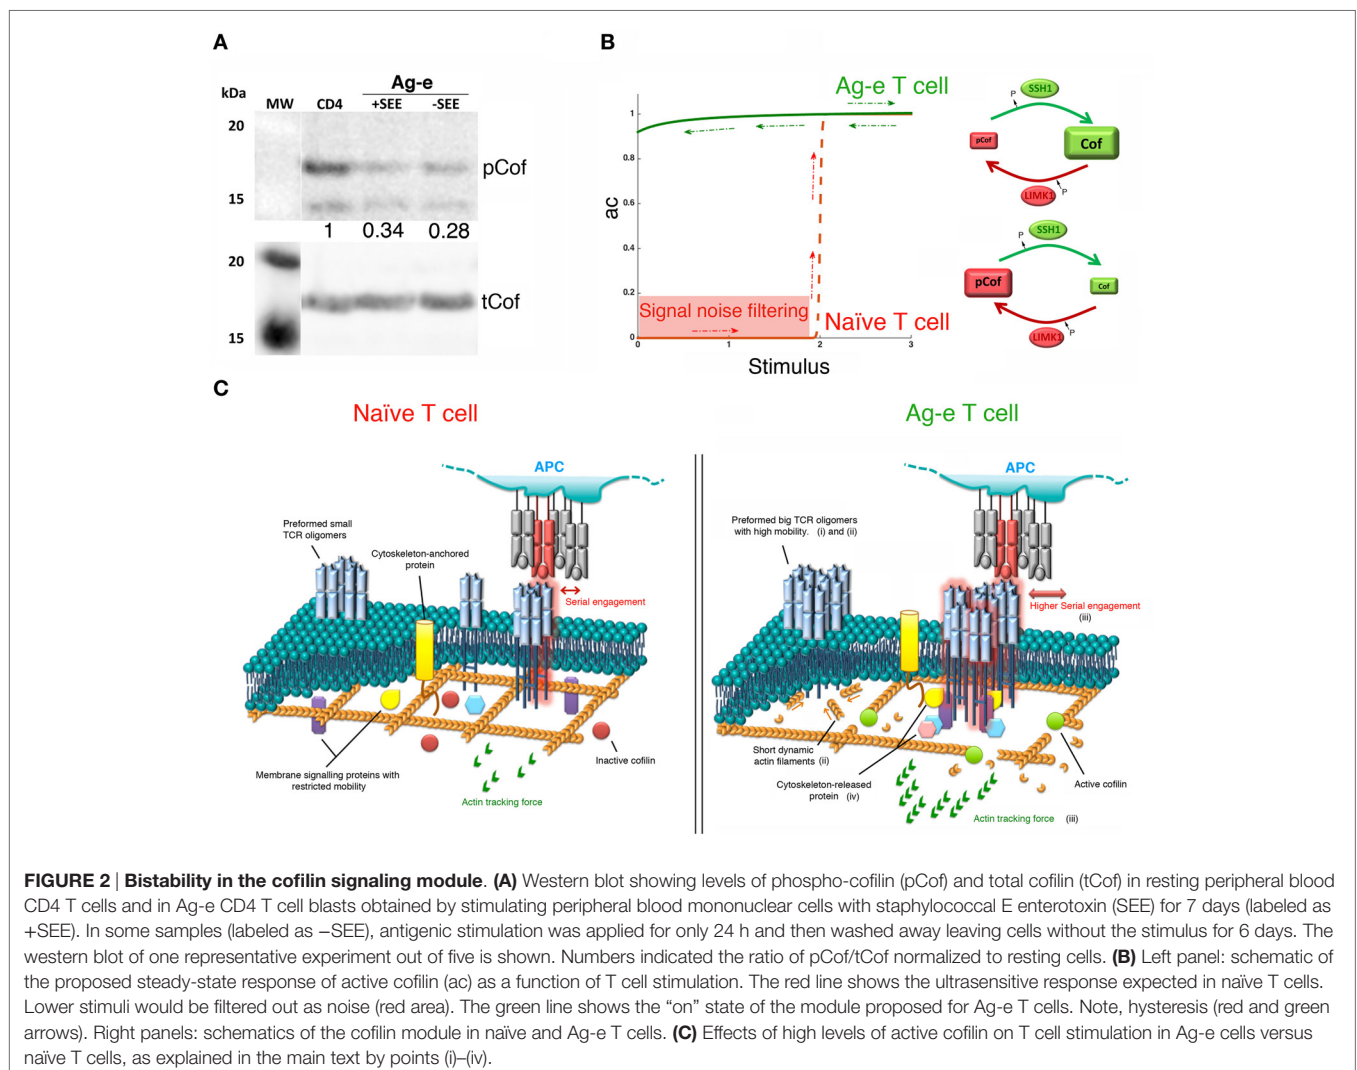 A
Ag-e
kDa
MW
CD4
+SEE
-SEE
20
15
pCof
1
0.34
0.28
20
15
tCof
B
Ag-e T cell
1
0.8
0.6
0.4
0.2
0
ac
Signal noise filtering
Naïve T cell
0
1
2
3
Stimulus
P
SSH1
pCof
Cof
LIMK1
P
P
SSH1
pCof
Cof
LIMK1
P
C
Naïve T cell
Ag-e T cell
APC
Preformed small
TCR oligomers
Cytoskeleton-anchored
protein
Serial engagement
Inactive cofilin
Membrane signalling proteins with
restricted mobility
Actin tracking force
APC
Preformed big TCR oligomers
with high mobility. (i) and (ii)
Higher Serial engagement
(iii)
Short dynamic
actin filaments (ii)
Cytoskeleton-released
protein (iv)
Active cofilin
Actin tracking force (iii)
FIGURE 2 | Bistability in the cofilin signaling module. (A) Western blot showing levels of phospho-cofilin (pCof) and total cofilin (tCof) in resting peripheral blood
CD4 T cells and in Ag-e CD4 T cell blasts obtained by stimulating peripheral blood mononuclear cells with staphylococcal E enterotoxin (SEE) for 7 days (labeled as
+SEE). In some samples (labeled as −SEE), antigenic stimulation was applied for only 24 h and then washed away leaving cells without the stimulus for 6 days. The
western blot of one representative experiment out of five is shown. Numbers indicated the ratio of pCof/tCof normalized to resting cells. (B) Left panel: schematic of
the proposed steady-state response of active cofilin (ac) as a function of T cell stimulation. The red line shows the ultrasensitive response expected in naïve T cells.
Lower stimuli would be filtered out as noise (red area). The green line shows the “on” state of the module proposed for Ag-e T cells. Note, hysteresis (red and green
arrows). Right panels: schematics of the cofilin module in naïve and Ag-e T cells. (C) Effects of high levels of active cofilin on T cell stimulation in Ag-e cells versus
naïve T cells, as explained in the main text by points (i)–(iv).